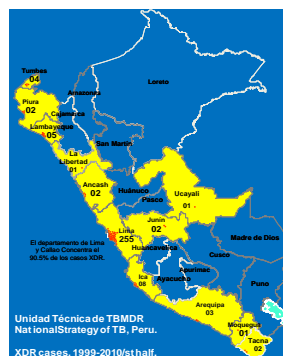 Tumbes
04
Loreto
Piura
02
Amazonas
Cajamarca
Lambayeque
05
San Martin
La
Libertad
01
Ancash
02
Huánuco
Ucayali
01
Pasco
Junin
02
Lima
255
El departamento de Lima
y Callao Concentra el
90.5% de los casos XDR.
Huancavelica
Madre de Dios
Cusco
Ica
08
Ayacucho
Apurimac
Puno
Arequipa
03
Moquegua
01
Tacna
02
Unidad Técnica de TBMDR
NationalStrategy of TB, Peru.
XDR cases, 1999-2010/st half.